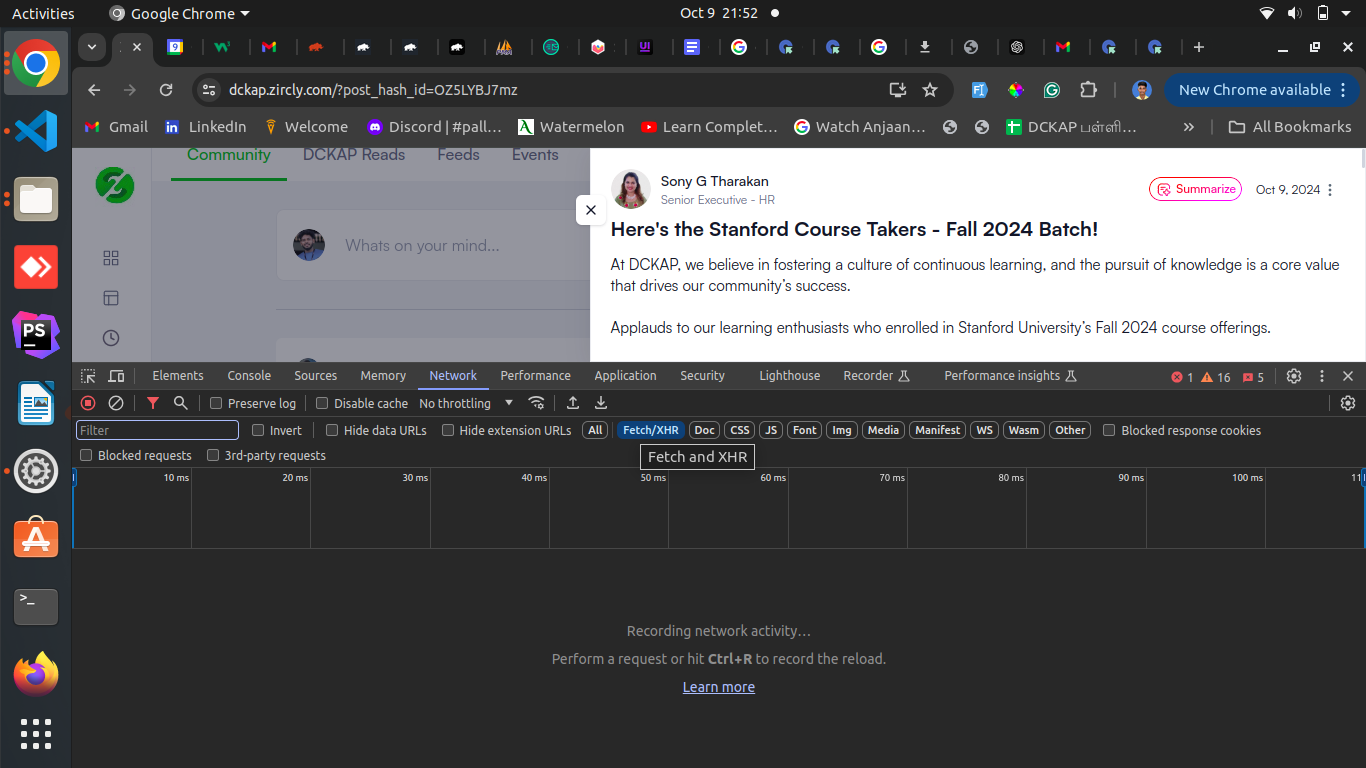 Activities
Google Chrome
Oct 9 21:52
dckap.zircly.com/?post_hash_id=OZ5LYBJ7mz
New Chrome available
Gmail
LinkedIn
Welcome
Discord | #pall...
Watermelon
Learn Complet...
Watch Anjaan...
DCKAP பள்ளி...
»
All Bookmarks
Community
DCKAP Reads
Feeds
Events
Whats on your mind...
Sony G Tharakan
Senior Executive - HR
Summarize
Oct 9, 2024
Here's the Stanford Course Takers - Fall 2024 Batch!
At DCKAP, we believe in fostering a culture of continuous learning, and the pursuit of knowledge is a core value
that drives our community's success.
Applauds to our learning enthusiasts who enrolled in Stanford University's Fall 2024 course offerings.
Elements
Console
Sources
Memory
Network
Performance
Application
Security
Lighthouse
Recorder
Performance insights
1
16
5
Preserve log
Disable cache
No throttling
Filter
Invert
Hide data URLs
Hide extension URLs
All
Fetch/XHR
Doc
CSS
JS
Font
Img
Media
Manifest
WS
Wasm
Other
Blocked response cookies
Blocked requests
3rd-party requests
Fetch and XHR
10 ms
20 ms
30 ms
40 ms
50 ms
60 ms
70 ms
80 ms
90 ms
100 ms
11
Recording network activity...
Perform a request or hit Ctrl+R to record the reload.
Learn more